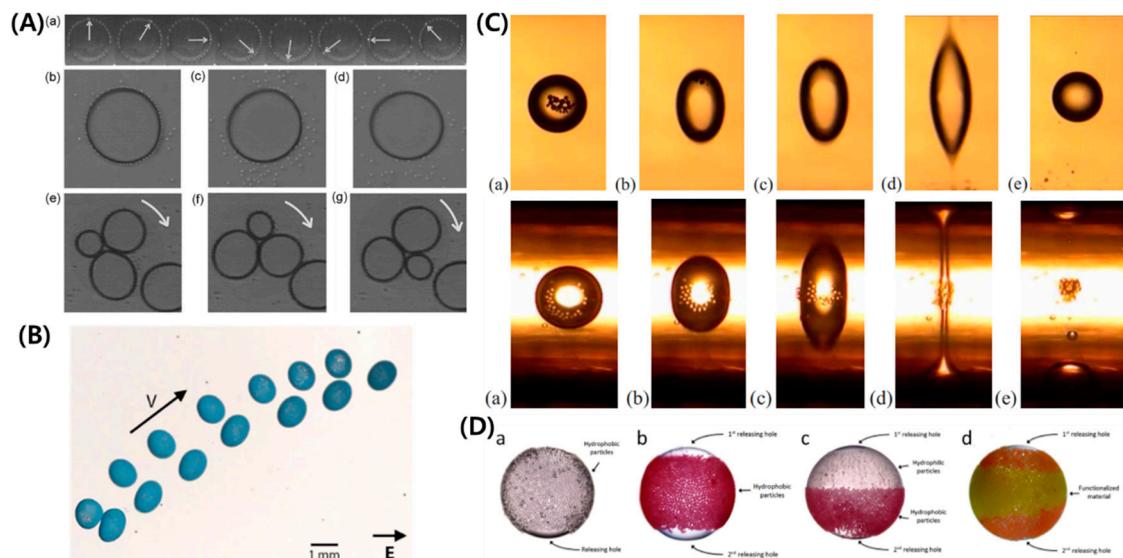 (A)
(a)
(b)
(c)
(d)
(e)
(f)
(g)
(B)
V
1 mm
E
(C)
(a)
(b)
(c)
(d)
(e)
(a)
(b)
(c)
(d)
(e)
(D)
a
Hydrophobic
particles
Releasing hole
b
1st releasing hole
Hydrophobic
particles
2nd releasing hole
c
1st releasing hole
Hydrophilic
particles
Hydrophobic
particles
2nd releasing hole
d
1st releasing hole
Functionalized
material
2nd releasing hole